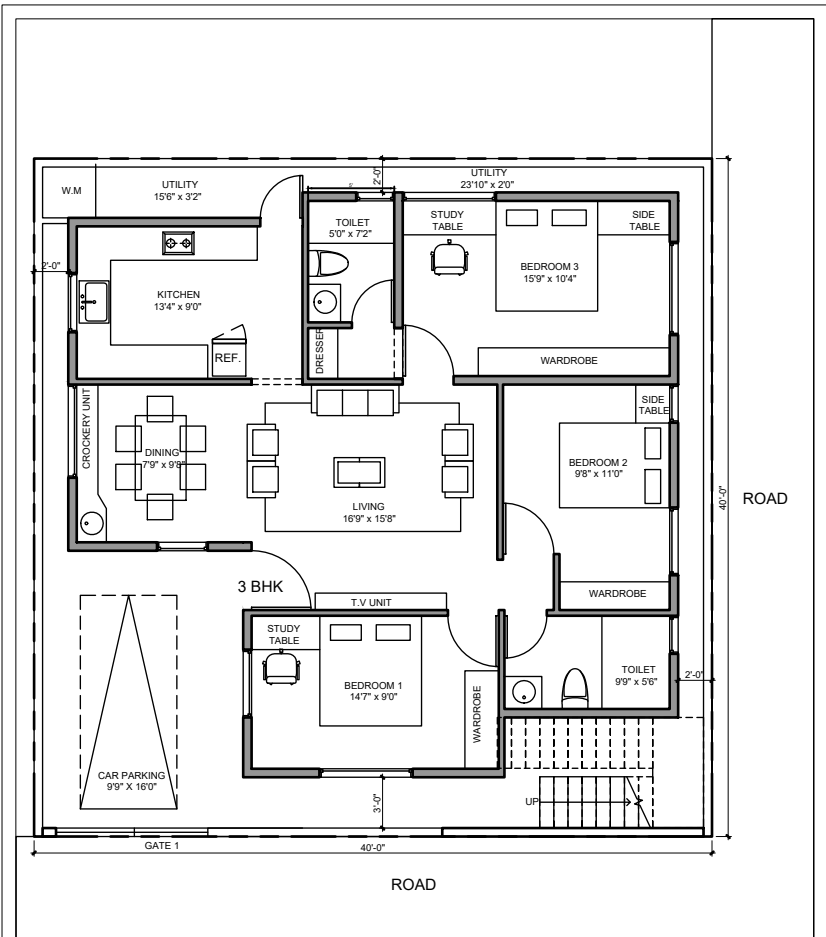 UTILITY
23'10" x 2'0"
2'-0"
UTILITY
15'6" x 3'2"
W.M
STUDY
TABLE
SIDE
TABLE
TOILET
5'0" x 7'2"
BEDROOM 3
15'9" x 10'4"
2'-0"
KITCHEN
13'4" x 9'0"
REF.
DRESSER
WARDROBE
CROCKERY UNIT
SIDE
TABLE
DINING
7'9" x 9'8"
BEDROOM 2
9'8" x 11'0"
LIVING
16'9" x 15'8"
40'-0"
ROAD
3 BHK
T.V UNIT
WARDROBE
STUDY
TABLE
BEDROOM 1
14'7" x 9'0"
WARDROBE
TOILET
9'9" x 5'6"
2'-0"
CAR PARKING
9'9" X 16'0"
3'-0"
UP
GATE 1
40'-0"
ROAD